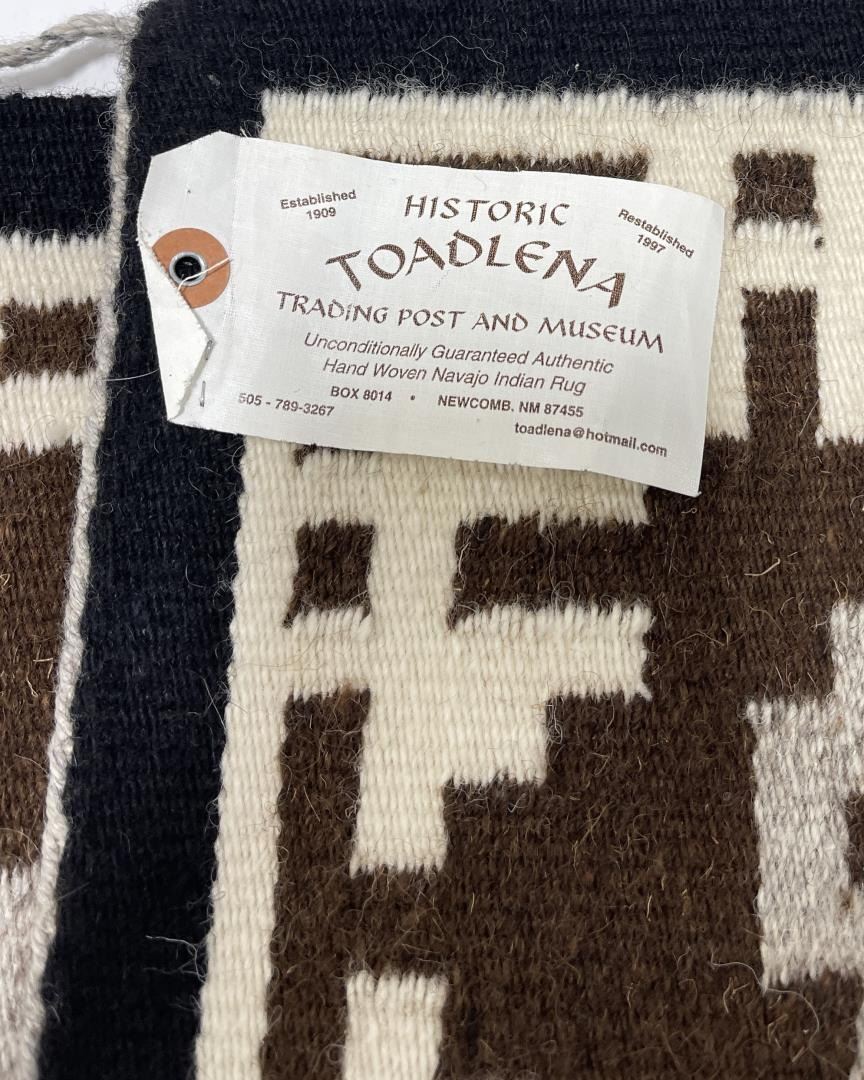 Established
1909
HISTORIC
Restablished
1997
TOADLENA
TRADING POST AND MUSEUM
Unconditionally Guaranteed Authentic
Hand Woven Navajo Indian Rug
BOX 8014 • NEWCOMB. NM 87455
505 - 789-3267
toadlena@hotmail.com